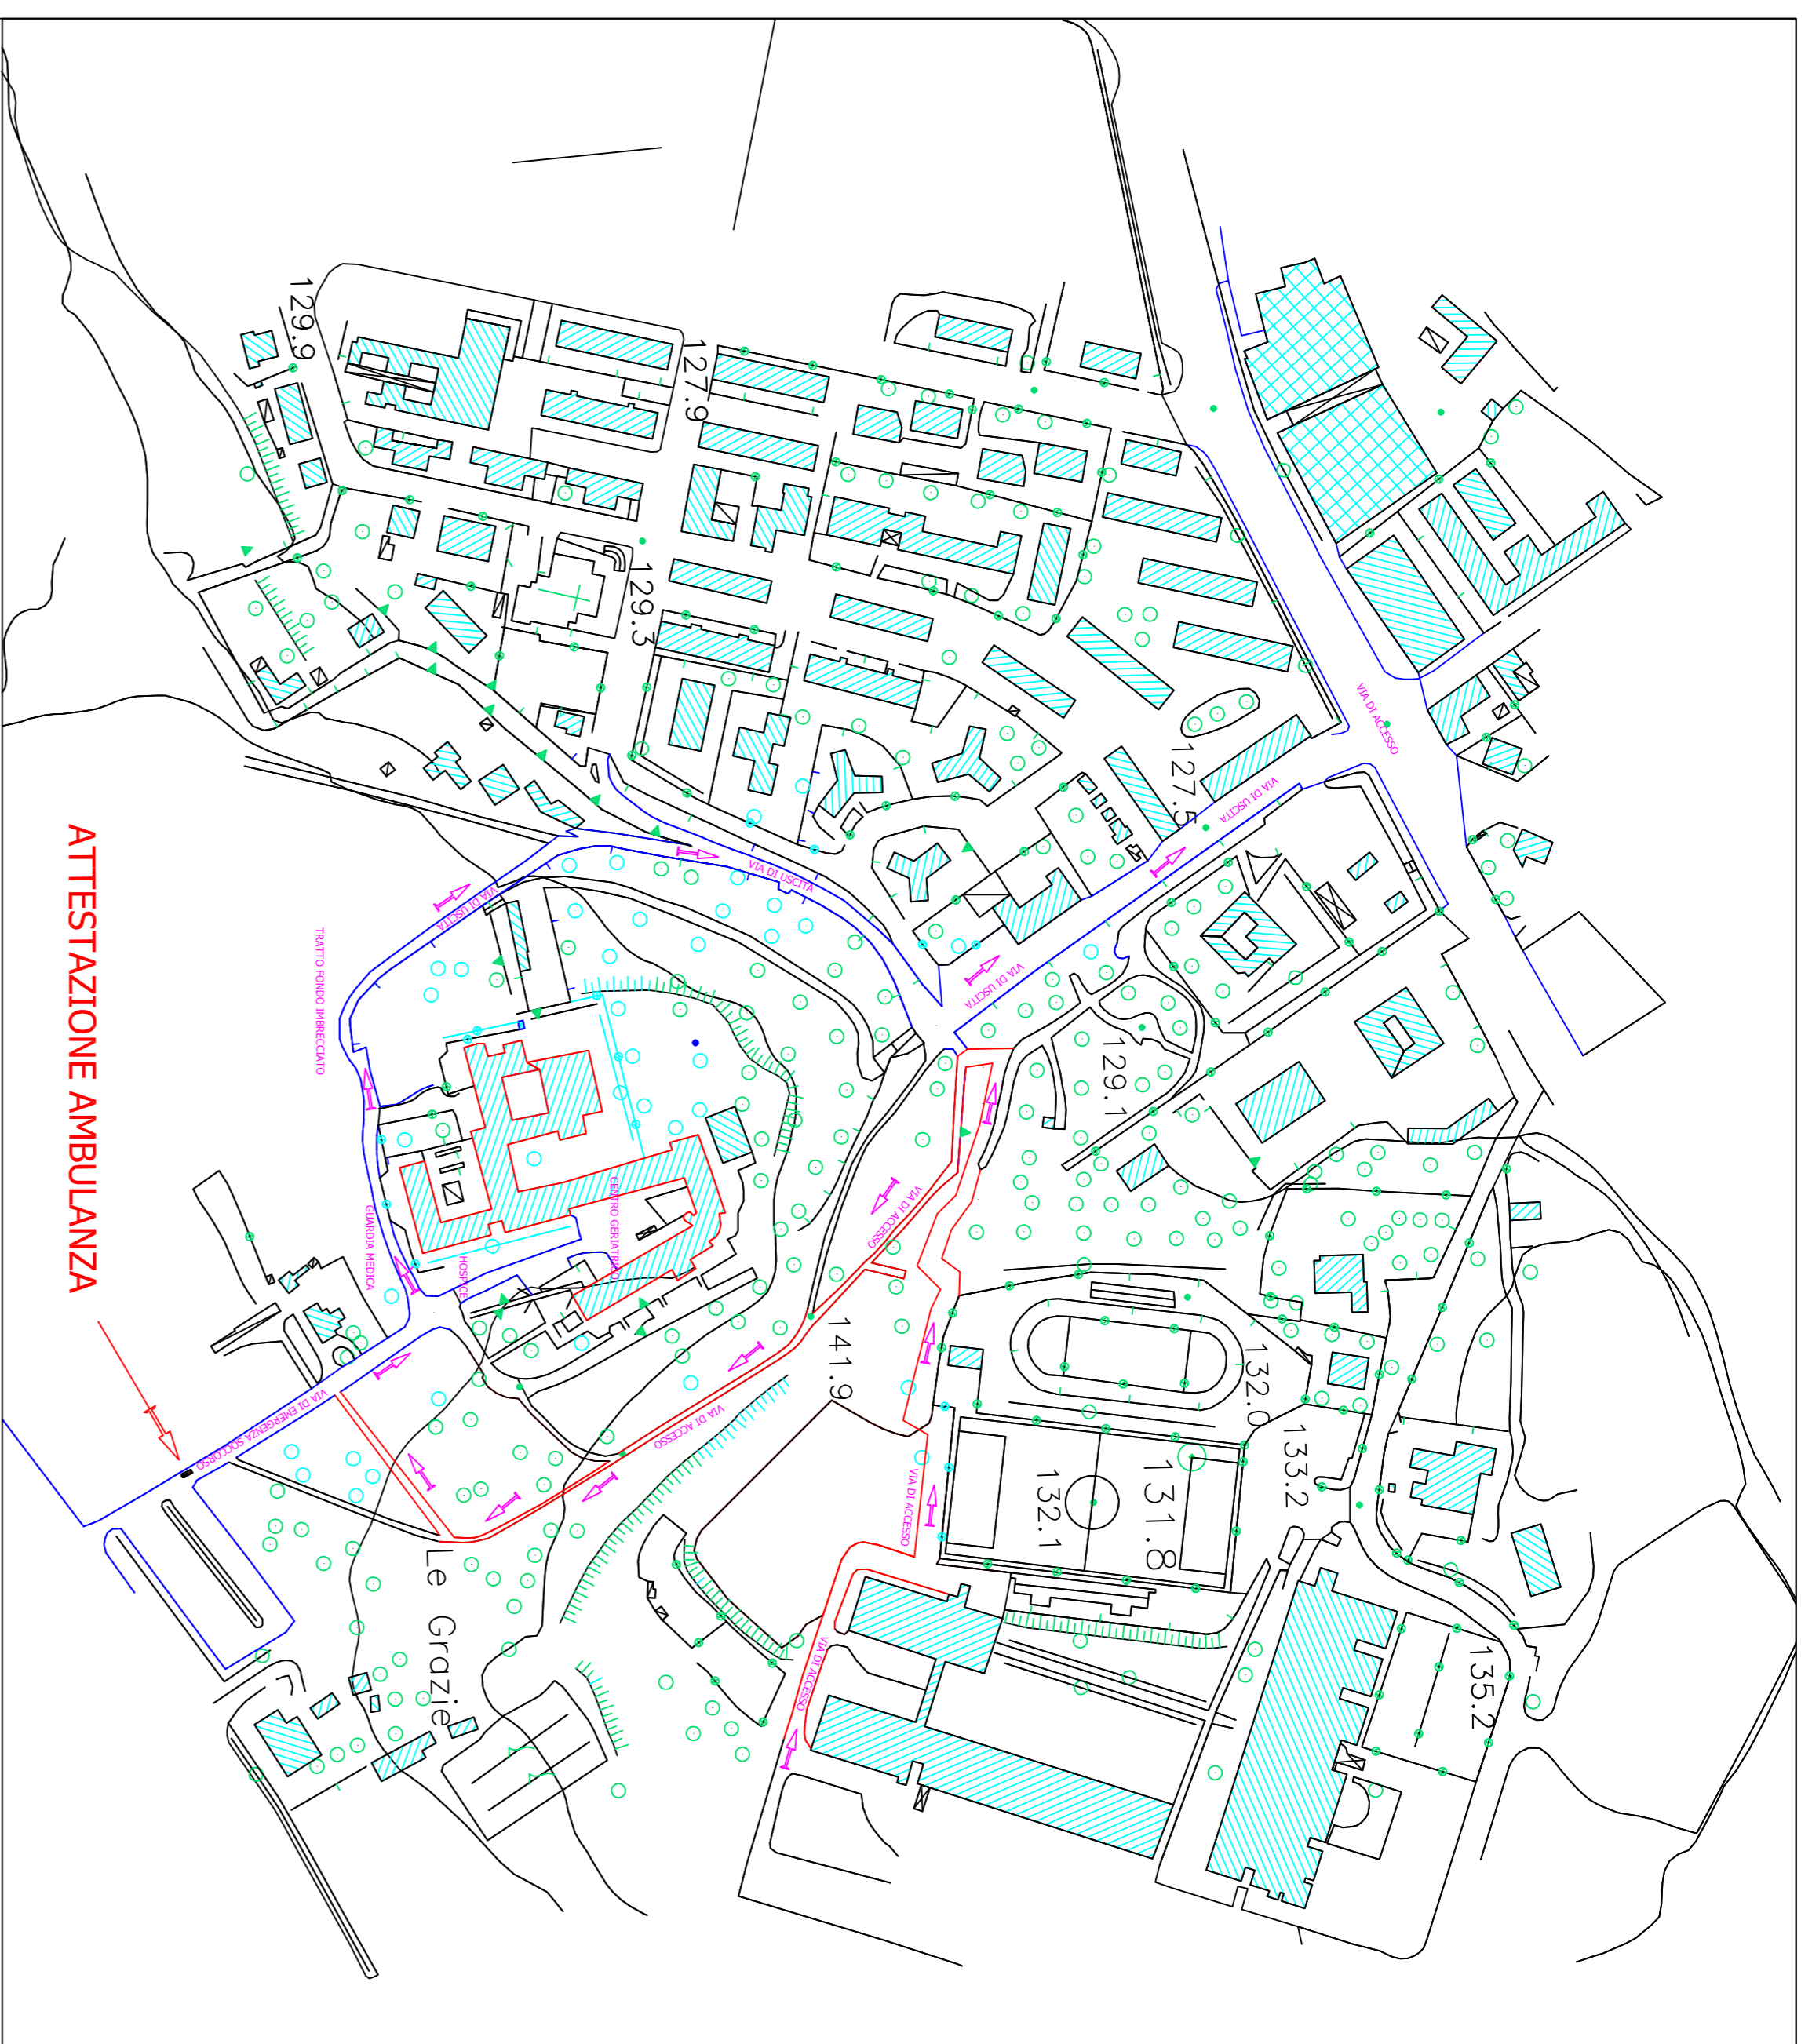 129.9
127.9
129.3
127.5
VIA DI ACCESSO
VIA DI USCITA
VIA DI USCITA
VIA DI USCITA
VIA DI USCITA
TRATTO FONDO IMBRECCIATO
129.1
VIA DI ACCESSO
CENTRO GERIATRICO
GUARDIA MEDICA
HOSPICE
ATTESTAZIONE AMBULANZA
141.9
132.0
133.2
131.8
132.1
VIA DI ACCESSO
VIA DI EMERGENZA SOCCORSO
VIA DI ACCESSO
VIA DI ACCESSO
Le Grazie
135.2